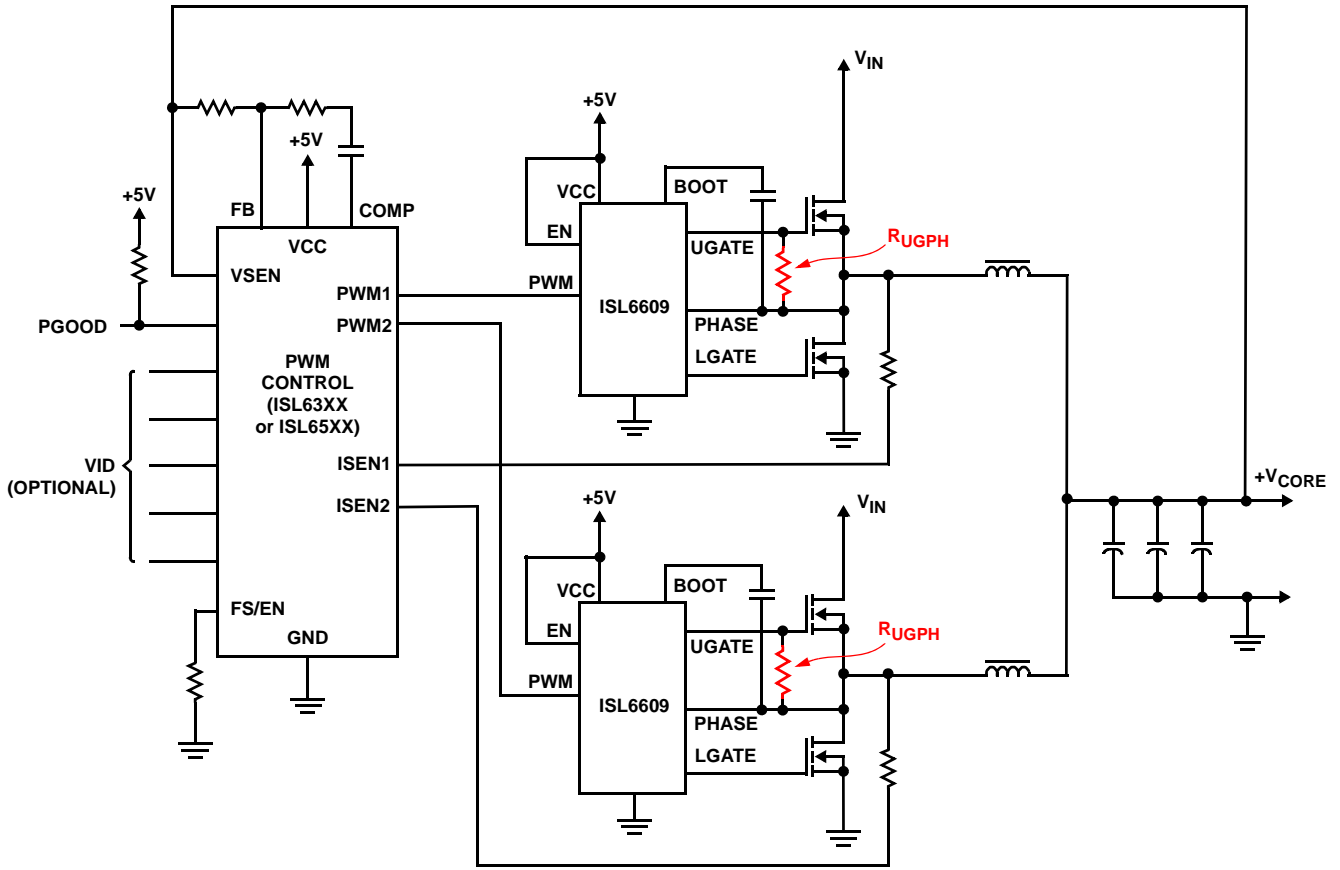 VIN
+5V
+5V
+5V
VCC
BOOT
FB
COMP
VCC
EN
UGATE
RUGPH
VSEN
PWM1
PWM
ISL6609
PGOOD
PWM2
PHASE
LGATE
PWM
CONTROL
(ISL63XX
or ISL65XX)
VID
(OPTIONAL)
ISEN1
ISEN2
+VCORE
+5V
VIN
VCC
BOOT
FS/EN
EN
UGATE
RUGPH
GND
PWM
ISL6609
PHASE
LGATE